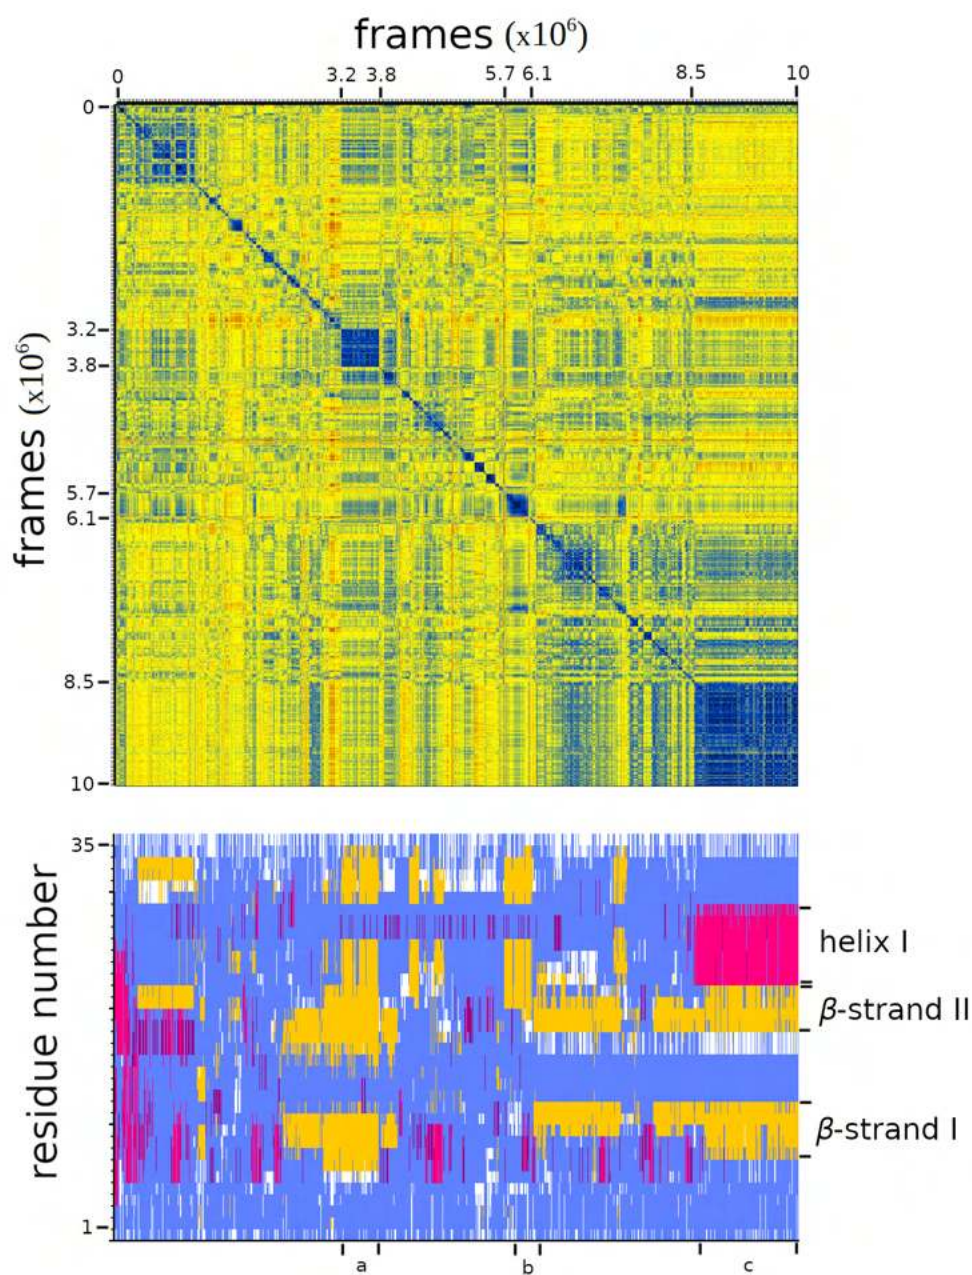 frames (x10⁶)
0 3.2 3.8 5.7 6.1 8.5 10
frames (x10⁶)
0
3.2
3.8
5.7
6.1
8.5
10
residue number
35
1
helix I
β-strand II
β-strand I
a b c